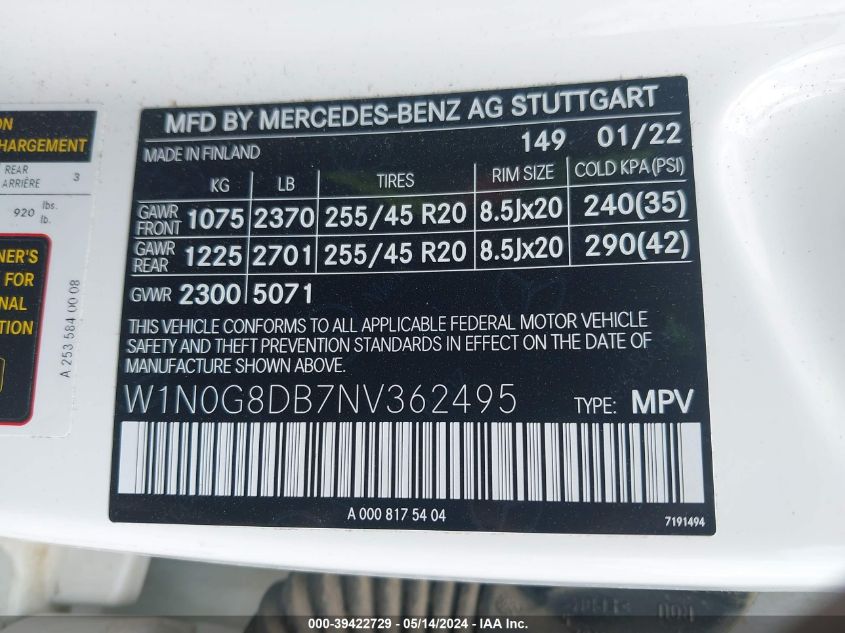 ON
CHARGEMENT
REAR
ARRIÈRE 3
920 lbs.
lb.
NER'S
FOR
NAL
TION
A 253 584 00 08
MFD BY MERCEDES-BENZ AG STUTTGART
MADE IN FINLAND 149 01/22
KG LB TIRES RIM SIZE COLD KPA(PSI)
GAWR FRONT 1075 2370 255/45 R20 8.5Jx20 240(35)
GAWR REAR 1225 2701 255/45 R20 8.5Jx20 290(42)
GVWR 2300 5071
THIS VEHICLE CONFORMS TO ALL APPLICABLE FEDERAL MOTOR VEHICLE
SAFETY AND THEFT PREVENTION STANDARDS IN EFFECT ON THE DATE OF
MANUFACTURE SHOWN ABOVE.
W1N0G8DB7NV362495 TYPE: MPV
A 000 817 54 04
7191494
000-39422729 - 05/14/2024 - IAA, Inc.